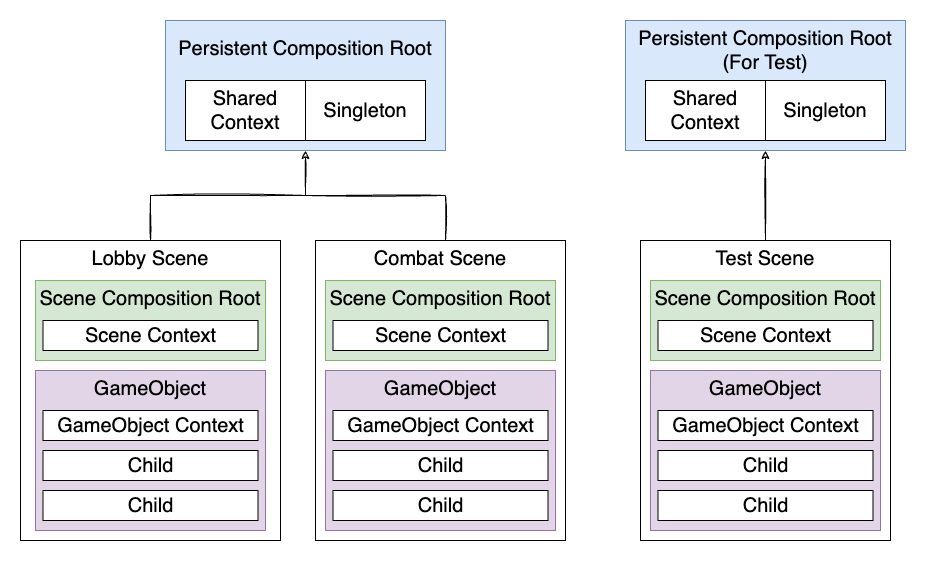 Persistent Composition Root
Shared
Context
Singleton
Persistent Composition Root
(For Test)
Shared
Context
Singleton
Lobby Scene
Scene Composition Root
Scene Context
GameObject
GameObject Context
Child
Child
Combat Scene
Scene Composition Root
Scene Context
GameObject
GameObject Context
Child
Child
Test Scene
Scene Composition Root
Scene Context
GameObject
GameObject Context
Child
Child